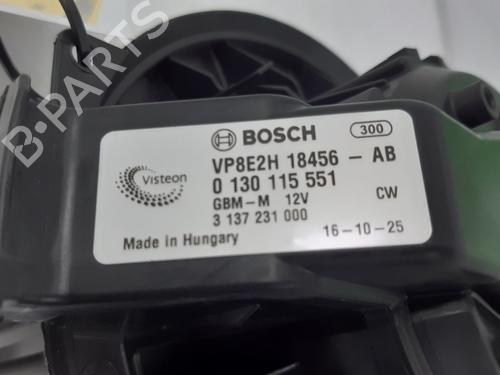 BOSCH 300
Visteon
VP8E2H 18456 - AB
0 130 115 551
GBM-M 12V CW
3 137 231 000
Made in Hungary 16-10-25
B-PARTS